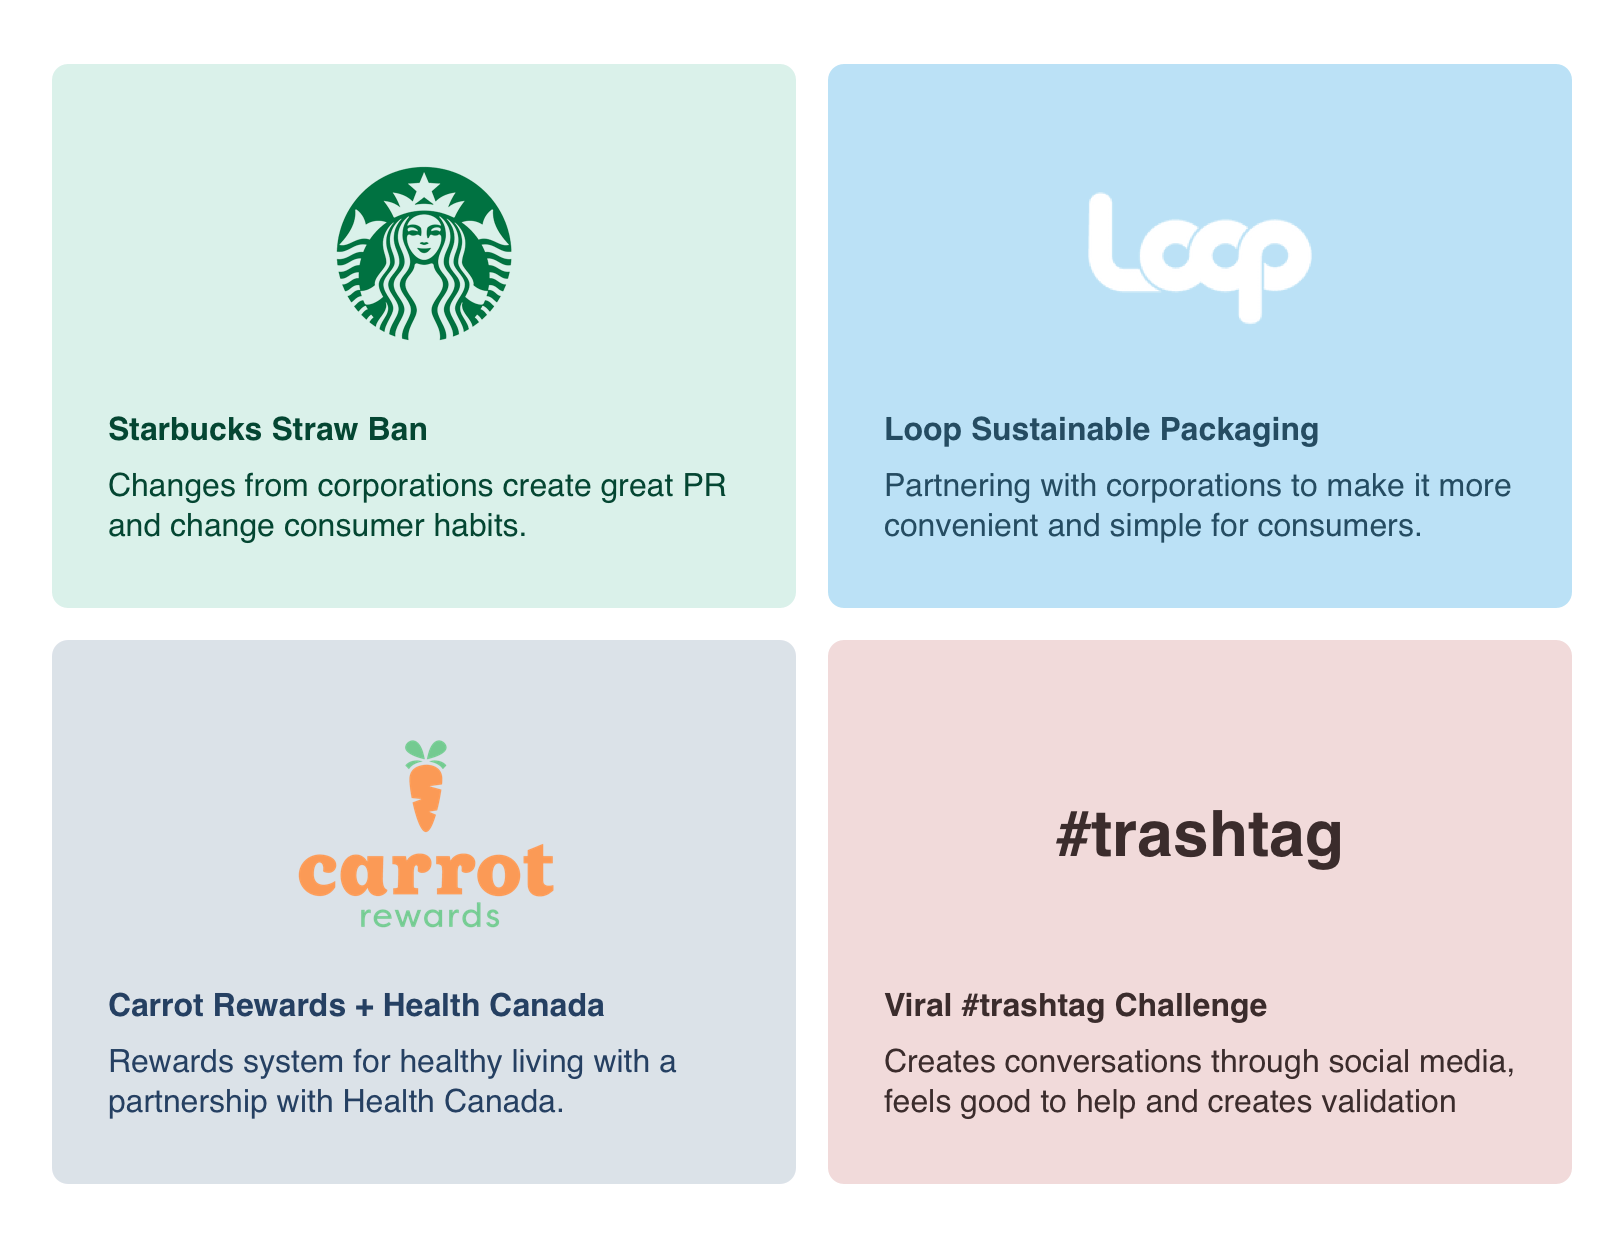 Starbucks Straw Ban
Changes from corporations create great PR
and change consumer habits.
Loop
Loop Sustainable Packaging
Partnering with corporations to make it more
convenient and simple for consumers.
carrot
rewards
Carrot Rewards + Health Canada
Rewards system for healthy living with a
partnership with Health Canada.
#trashtag
Viral #trashtag Challenge
Creates conversations through social media,
feels good to help and creates validation